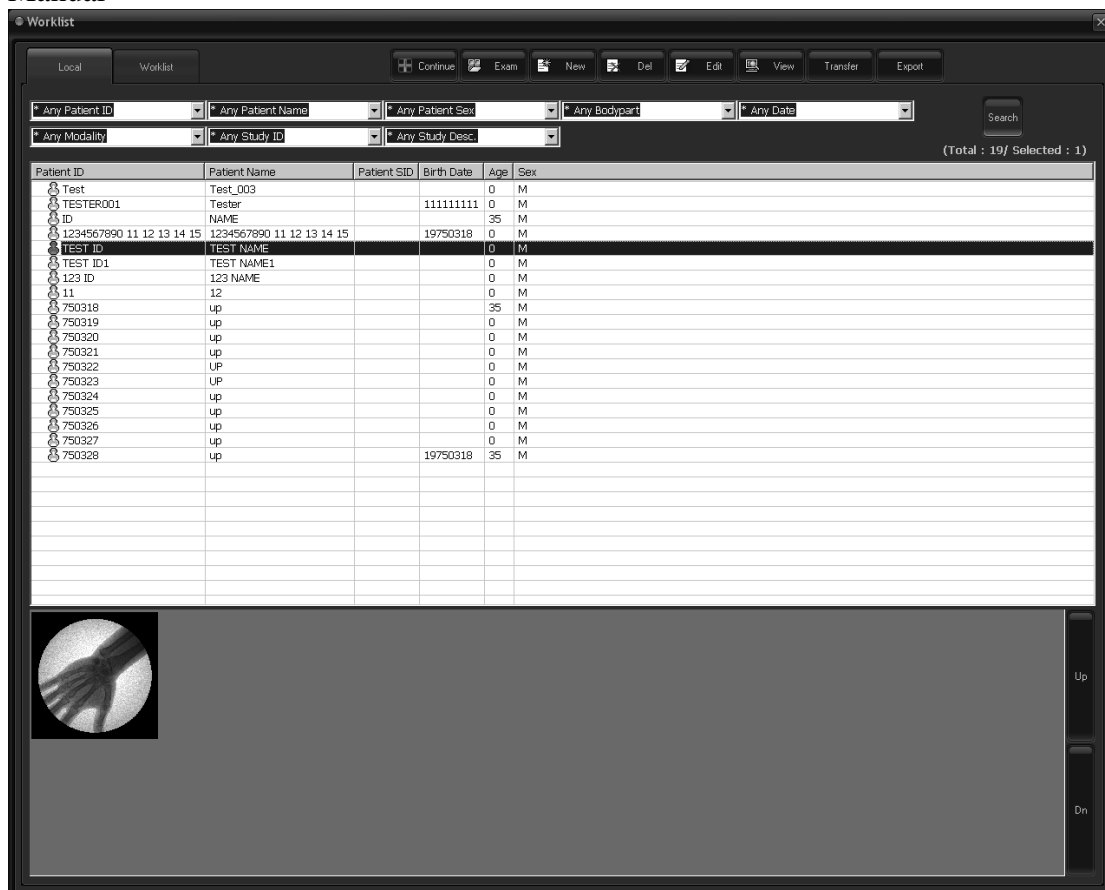 Worklist
Local Worklist Continue Exam New Del Edit View Transfer Export
* Any Patient ID * Any Patient Name * Any Patient Sex * Any Bodypart * Any Date
Search
* Any Modality * Any Study ID * Any Study Desc.
(Total : 19/ Selected : 1)
Patient ID Patient Name Patient SID Birth Date Age Sex
Test Test_003 0 M
TESTER001 Tester 111111111 0 M
ID NAME 35 M
1234567890 11 12 13 14 15 1234567890 11 12 13 14 15 19750318 0 M
TEST ID TEST NAME 0 M
TEST ID1 TEST NAME1 0 M
123 ID 123 NAME 0 M
11 12 0 M
750318 up 35 M
750319 up 0 M
750320 up 0 M
750321 up 0 M
750322 UP 0 M
750323 UP 0 M
750324 up 0 M
750325 up 0 M
750326 up 0 M
750327 up 0 M
750328 up 19750318 35 M
Up
Dn